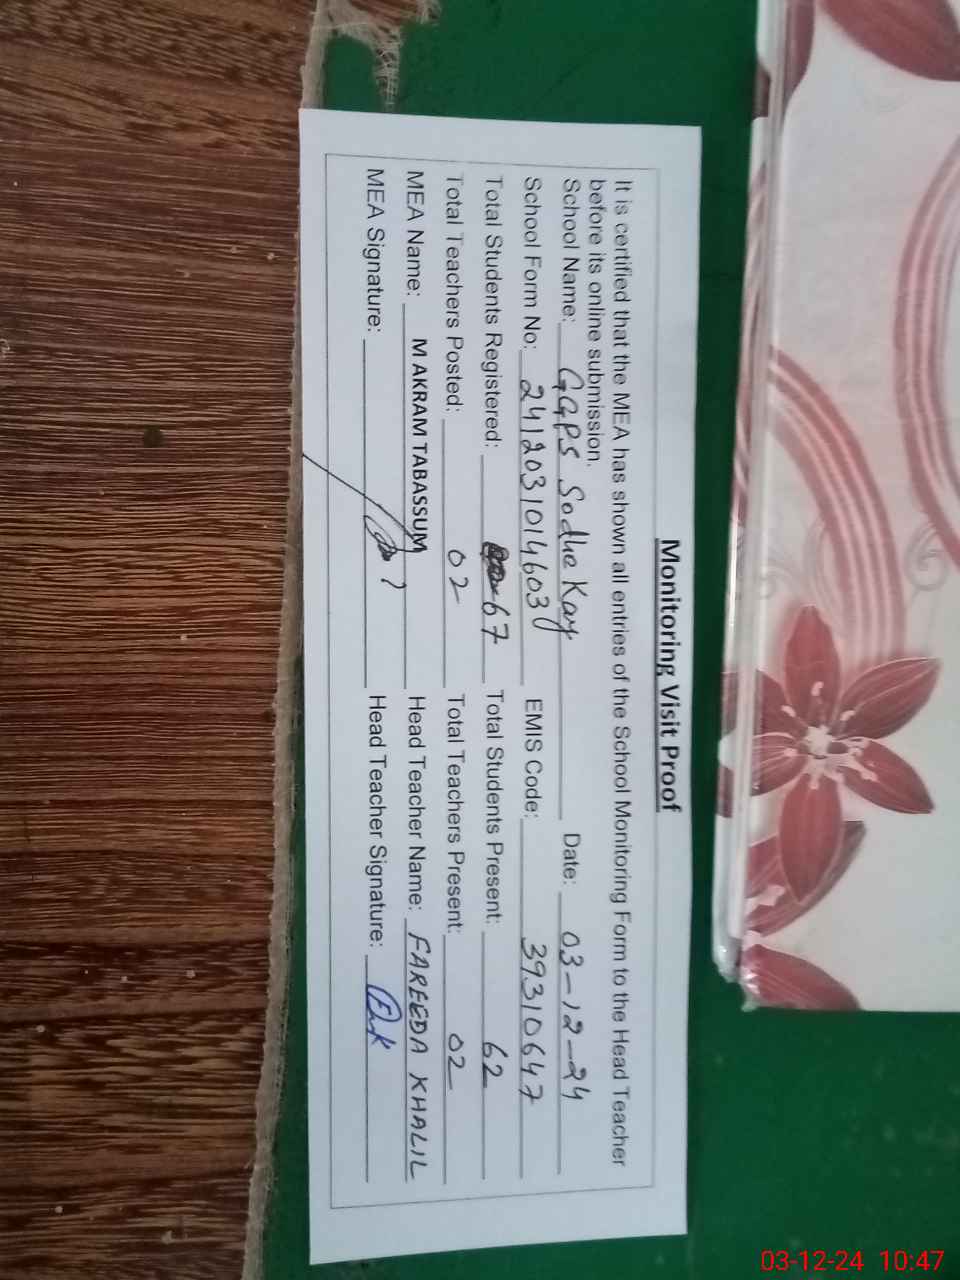 Monitoring Visit Proof
It is certified that the MEA has shown all entries of the School Monitoring Form to the Head Teacher
before its online submission.
School Name: GGPS Sodhe Kay Date: 03-12-24
School Form No: 2412031014603 EMIS Code: 39310647
Total Students Registered: 67 Total Students Present: 62
Total Teachers Posted: 02 Total Teachers Present: 02
MEA Name: M AKRAM TABASSUM Head Teacher Name: FAREEDA KHALIL
MEA Signature: Head Teacher Signature:
03-12-24 10:47